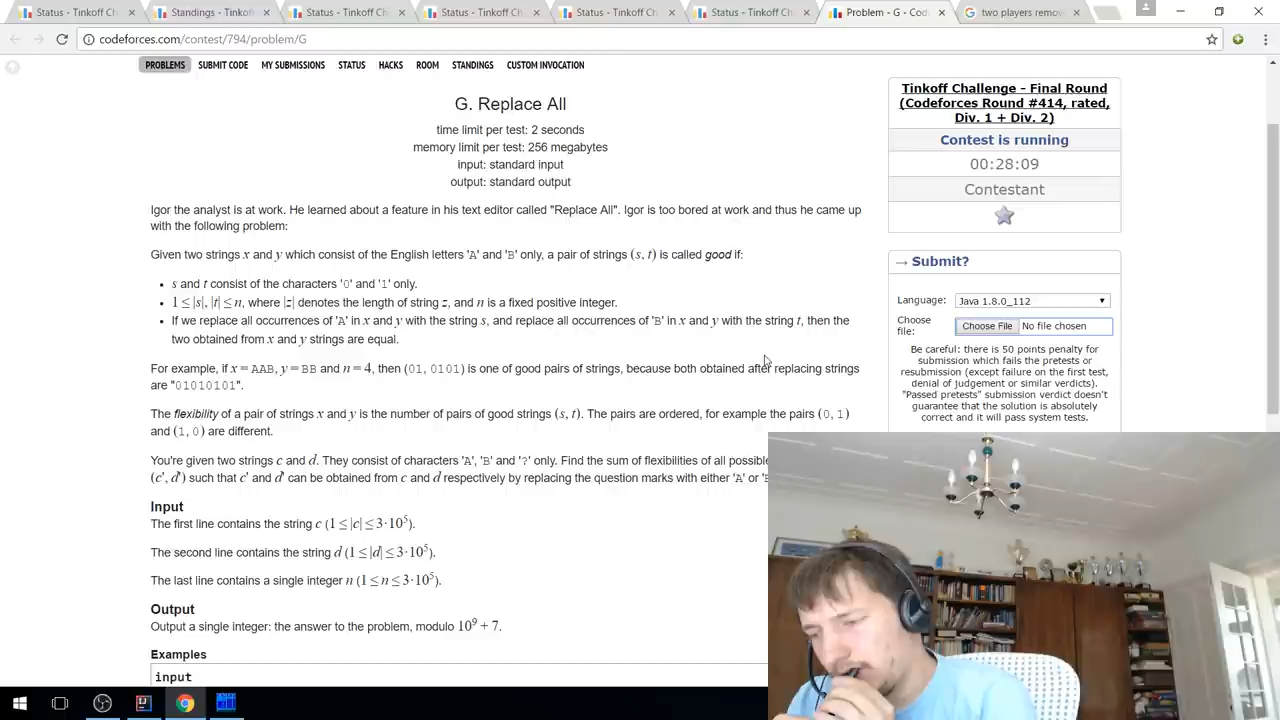 Status - Tinkoff Ch
Standings - Tinkoff
Status - Tinkoff Ch
Status - Tinkoff Ch
Status - Tinkoff Ch
Status - Tinkoff Ch
Problem - G - Co
two players remov
codeforces.com/contest/794/problem/G
PROBLEMS SUBMIT CODE MY SUBMISSIONS STATUS HACKS ROOM STANDINGS CUSTOM INVOCATION
G. Replace All
time limit per test: 2 seconds
memory limit per test: 256 megabytes
input: standard input
output: standard output
Igor the analyst is at work. He learned about a feature in his text editor called "Replace All". Igor is too bored at work and thus he came up
with the following problem:
Given two strings x and y which consist of the English letters 'A' and 'B' only, a pair of strings (s, t) is called good if:
s and t consist of the characters '0' and '1' only.
1 ≤ |s|, |t| ≤ n, where |z| denotes the length of string z, and n is a fixed positive integer.
If we replace all occurrences of 'A' in x and y with the string s, and replace all occurrences of 'B' in x and y with the string t, then the
two obtained from x and y strings are equal.
For example, if x = AAB, y = BB and n = 4, then (01, 0101) is one of good pairs of strings, because both obtained after replacing strings
are "01010101".
The flexibility of a pair of strings x and y is the number of pairs of good strings (s, t). The pairs are ordered, for example the pairs (0, 1)
and (1, 0) are different.
You're given two strings c and d. They consist of characters 'A', 'B' and '?' only. Find the sum of flexibilities of all possible
(c', d') such that c' and d' can be obtained from c and d respectively by replacing the question marks with either 'A' or
Input
The first line contains the string c (1 ≤ |c| ≤ 3·10⁵).
The second line contains the string d (1 ≤ |d| ≤ 3·10⁵).
The last line contains a single integer n (1 ≤ n ≤ 3·10⁵).
Output
Output a single integer: the answer to the problem, modulo 10⁹ + 7.
Examples
input
Tinkoff Challenge - Final Round
(Codeforces Round #414, rated,
Div. 1 + Div. 2)
Contest is running
00:28:09
Contestant
→ Submit?
Language: Java 1.8.0_112
Choose
file: Choose File No file chosen
Be careful: there is 50 points penalty for
submission which fails the pretests or
resubmission (except failure on the first test,
denial of judgement or similar verdicts).
"Passed pretests" submission verdict doesn't
guarantee that the solution is absolutely
correct and it will pass system tests.